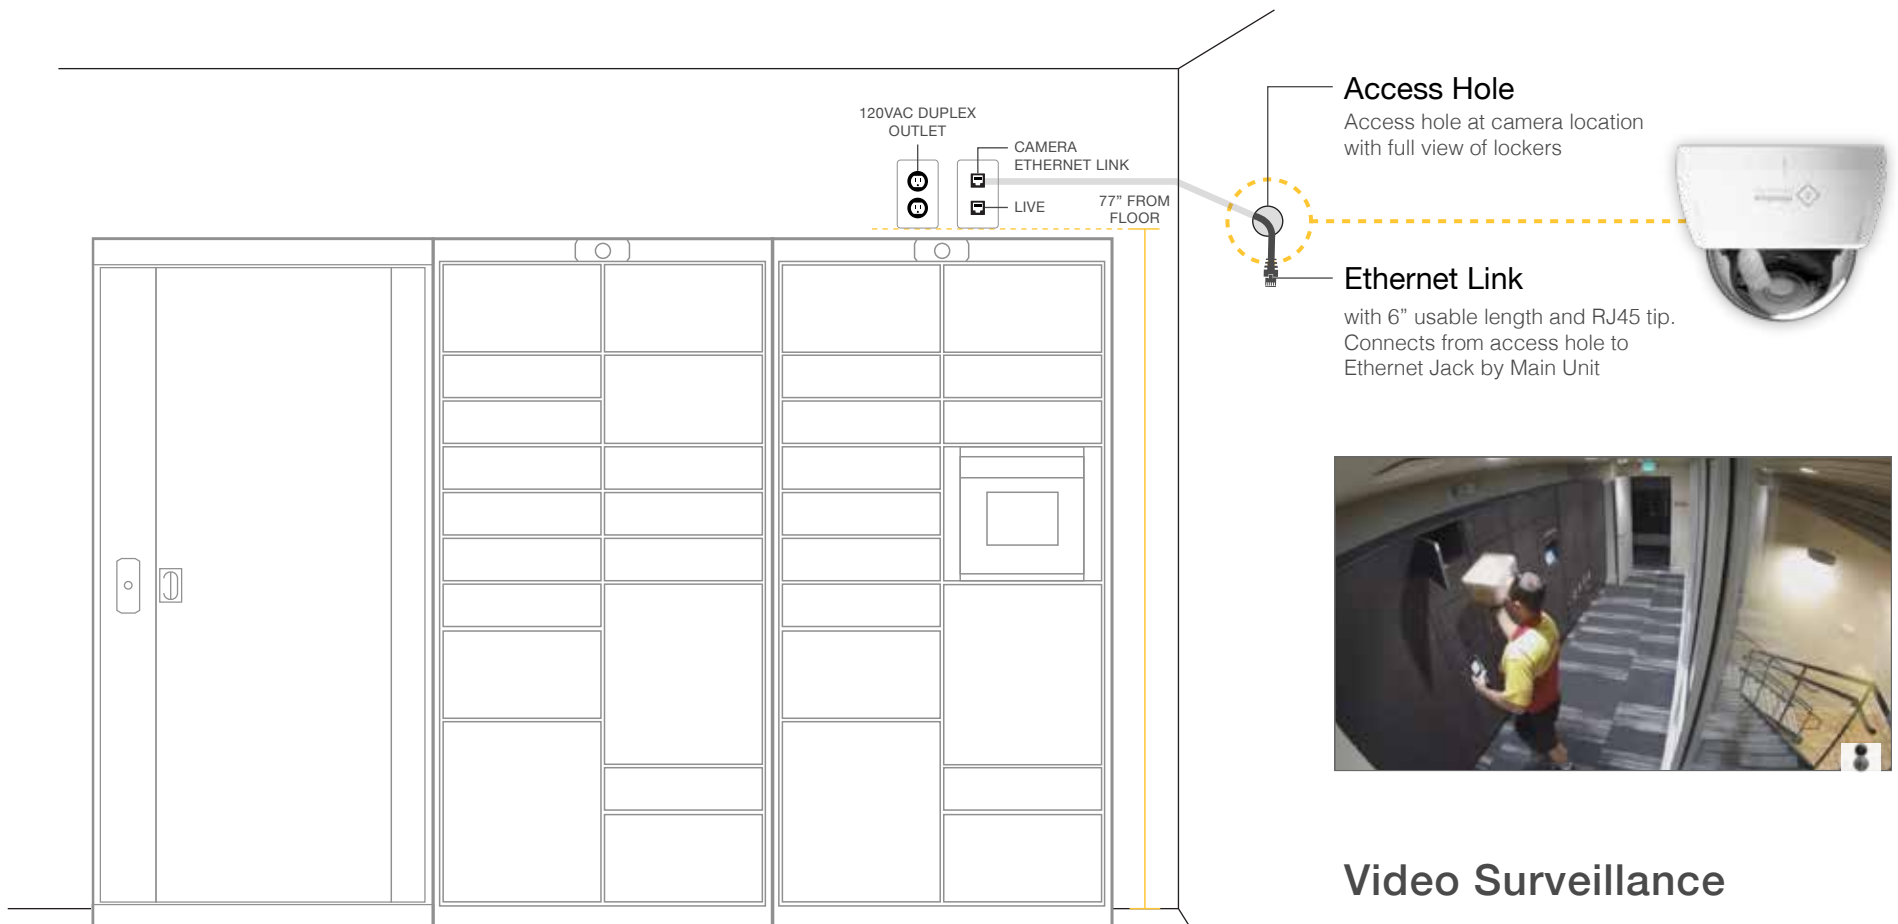 120VAC DUPLEX
OUTLET
CAMERA
ETHERNET LINK
LIVE
77” FROM
FLOOR
Access Hole
Access hole at camera location
with full view of lockers
Ethernet Link
with 6” usable length and RJ45 tip.
Connects from access hole to
Ethernet Jack by Main Unit
Video Surveillance